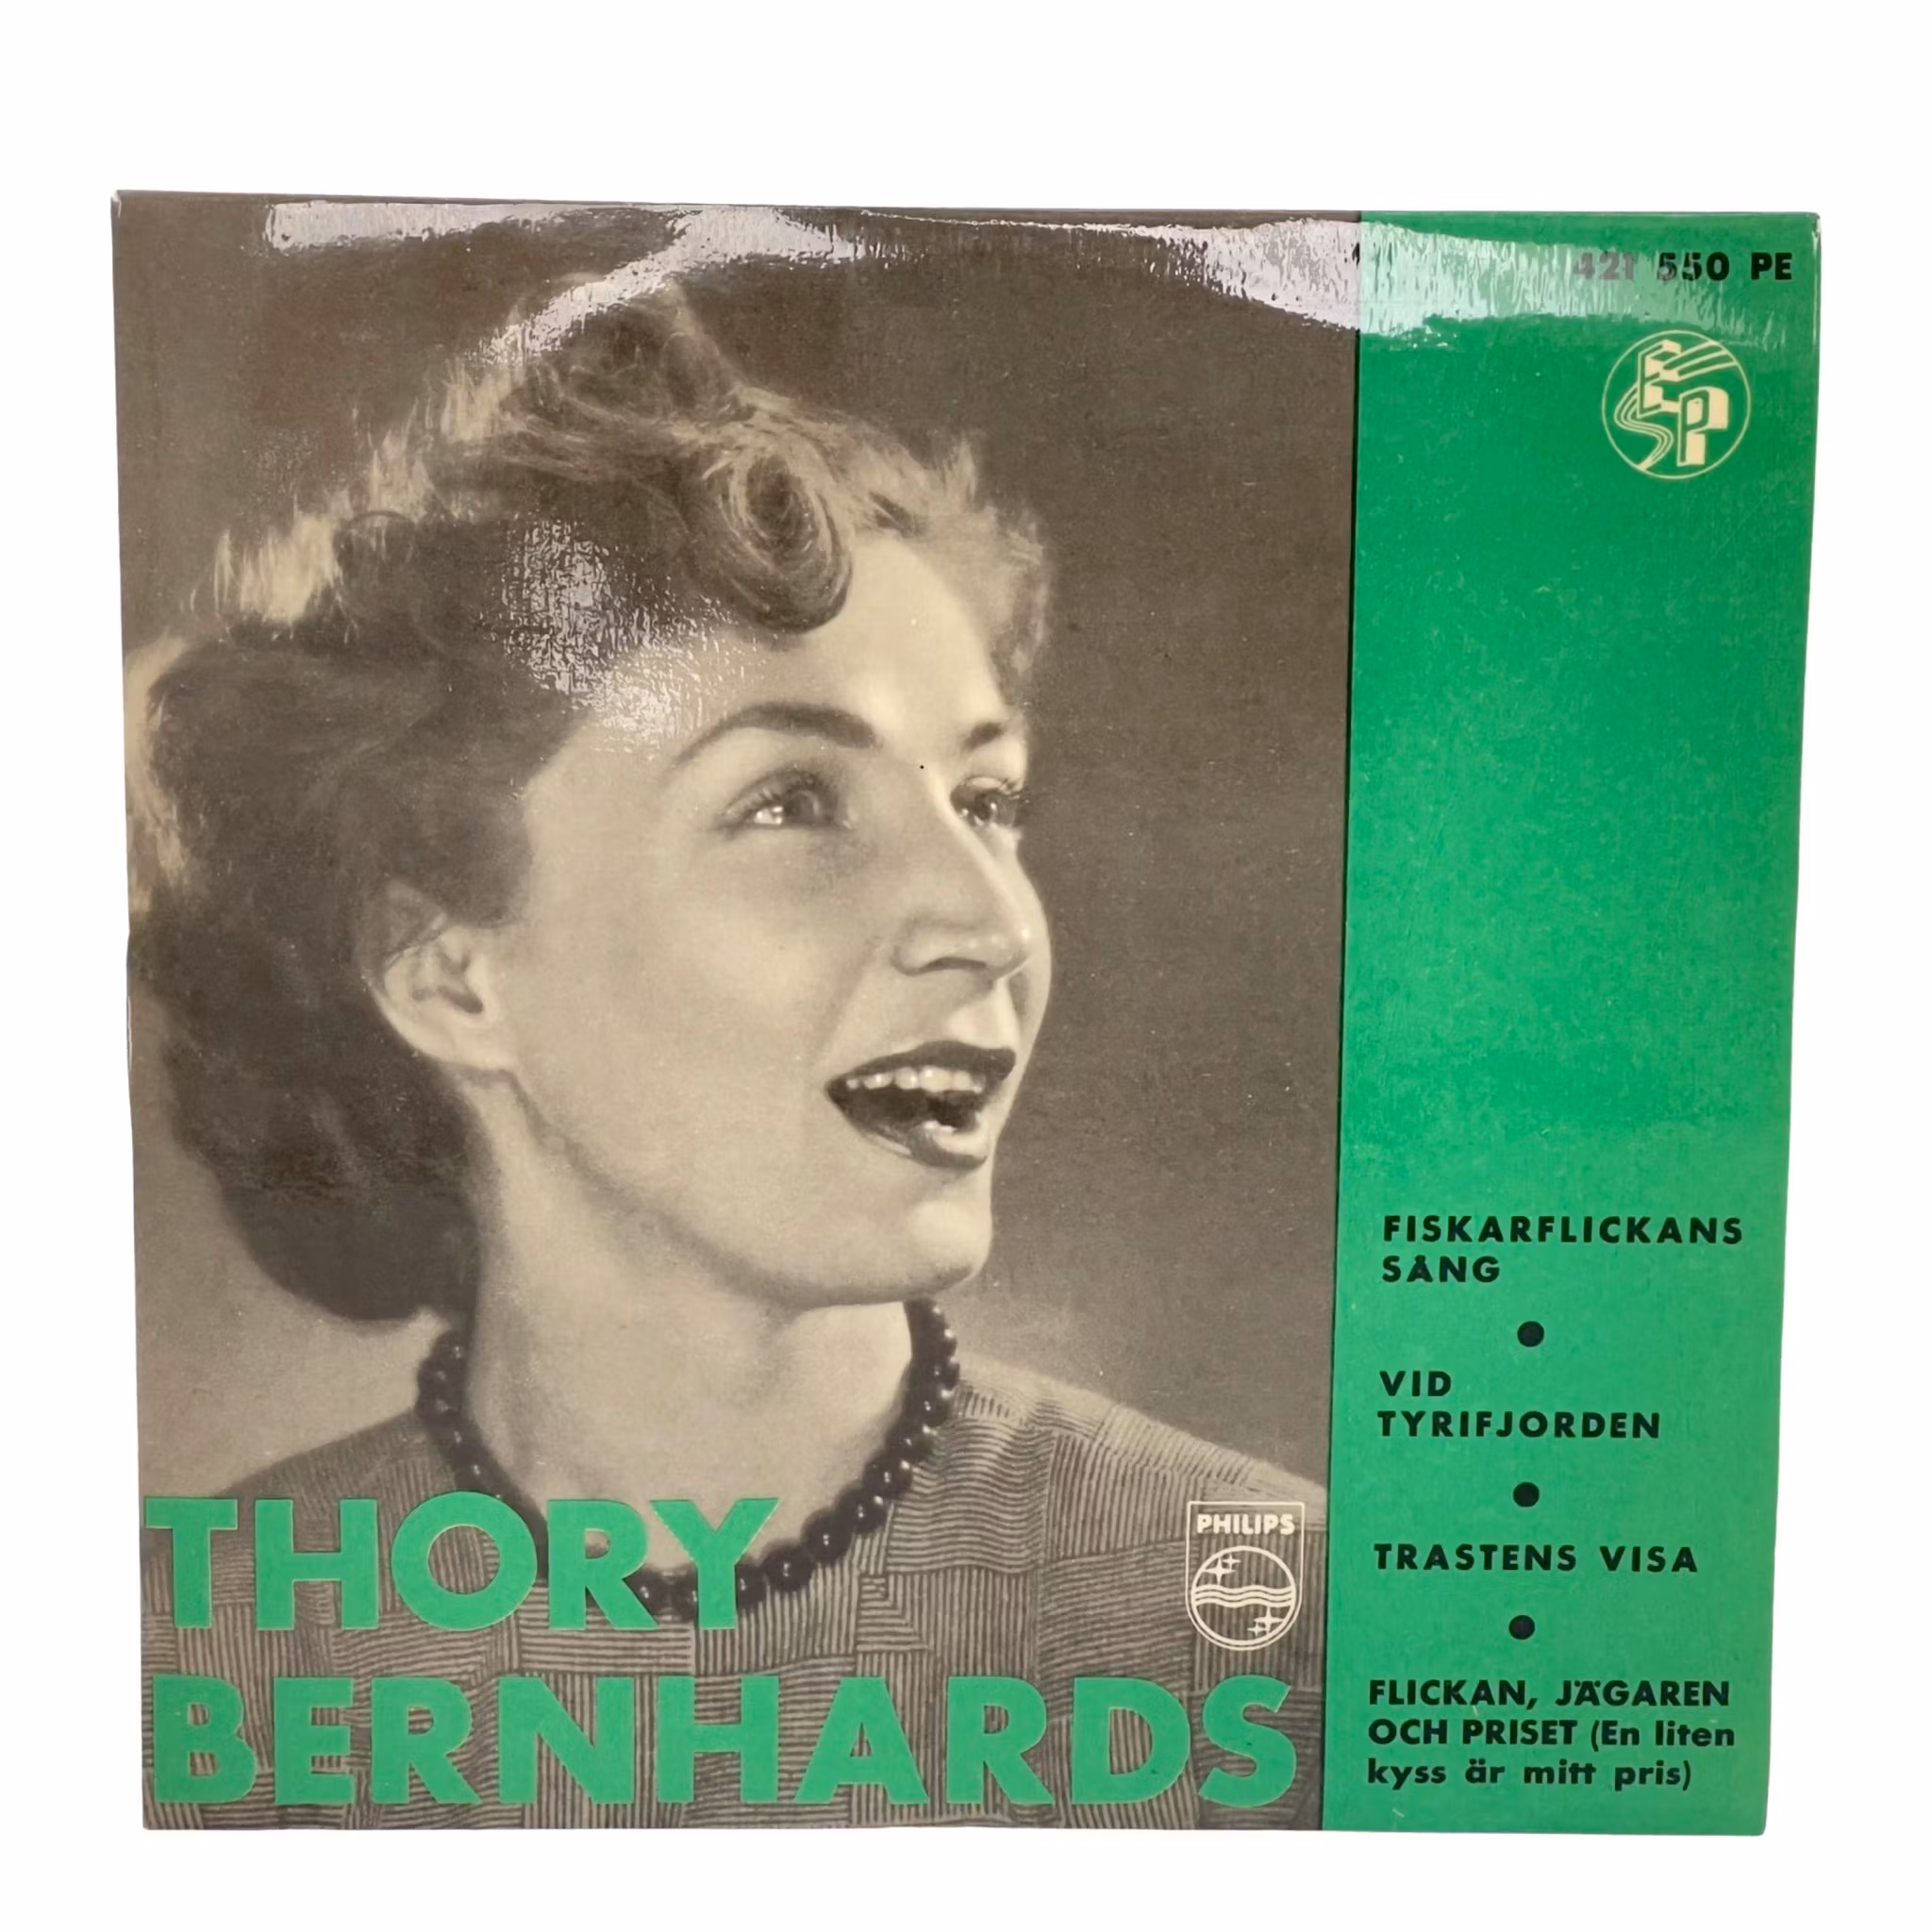 421 550 PE
EP
FISKARFLICKANS
SÅNG
VID
TYRIFJORDEN
TRASTENS VISA
FLICKAN, JÄGAREN
OCH PRISET (En liten
kyss är mitt pris)
PHILIPS
THORY
BERNHARDS